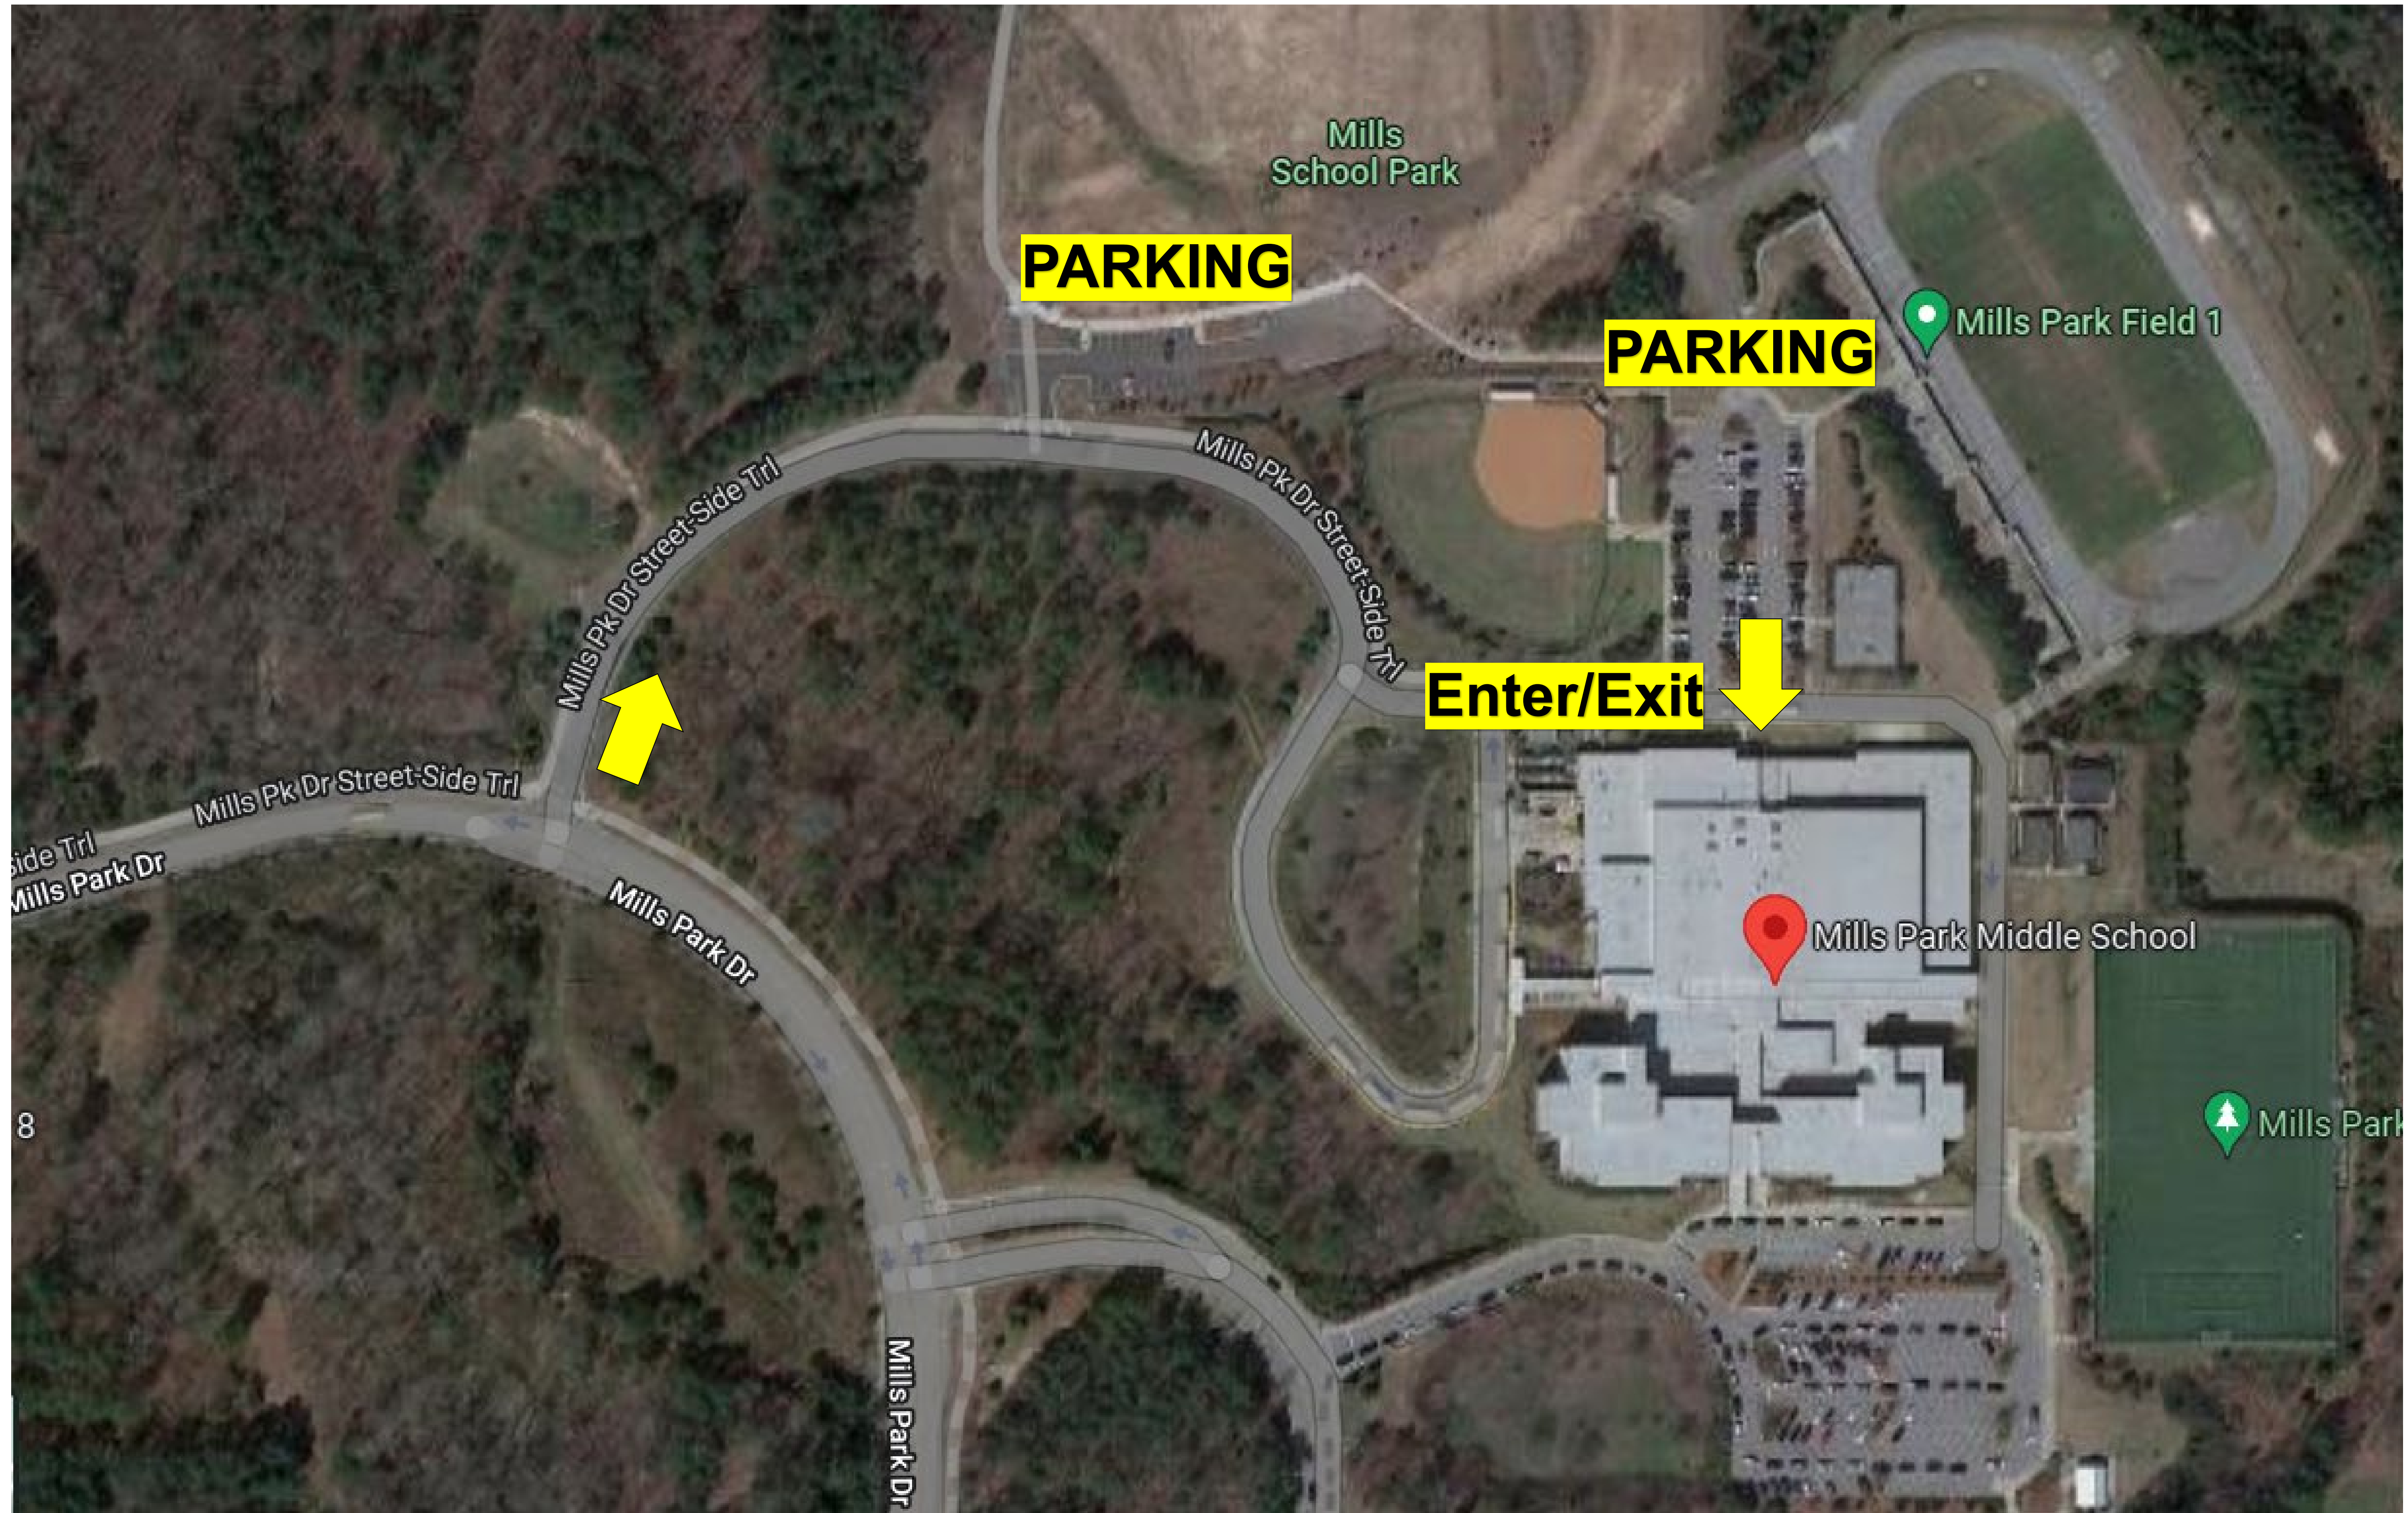 Mills
School Park
PARKING
Mills Park Field 1
PARKING
Mills Pk Dr Street-Side Trl
Mills Pk Dr Street-Side Trl
Enter/Exit
Mills Pk Dr Street-Side Trl
side Trl
Mills Park Dr
Mills Park Dr
Mills Park Middle School
8
Mills Park
Mills Park Dr